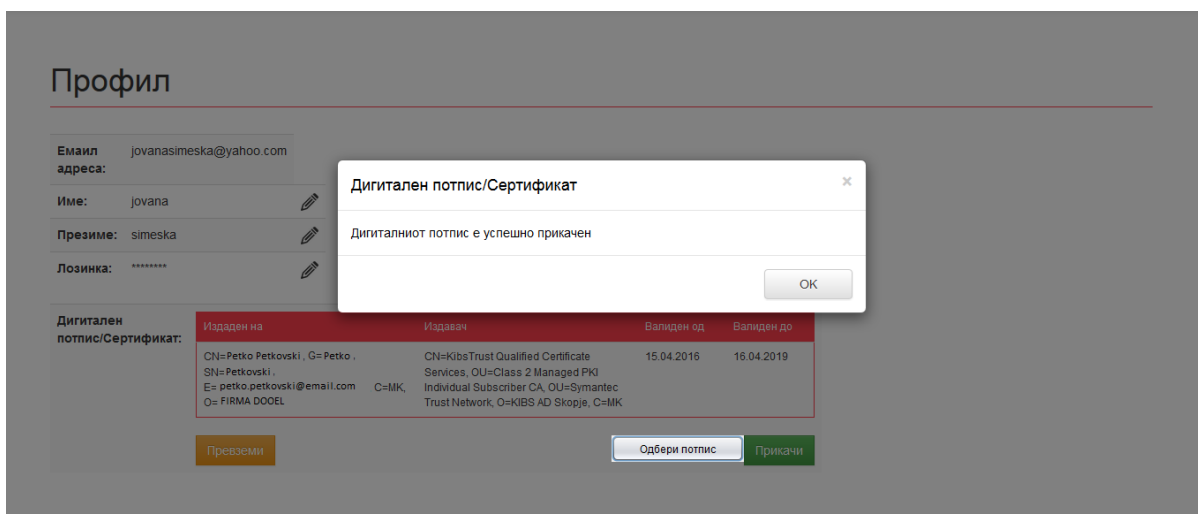 Профил
Емаил
адреса:
jovanasimeska@yahoo.com
Име: jovana
Презиме: simeska
Лозинка: ********
Дигитален потпис/Сертификат
×
Дигиталниот потпис е успешно прикачен
OK
Дигитален
потпис/Сертификат:
Издаден на Издавач Валиден од Валиден до
CN=Petko Petkovski, G=Petko.
SN=Petkovski.
E= petko.petkovski@email.com C=MK,
O= FIRMA DOOEL
CN=KibsTrust Qualified Certificate
Services, OU=Class 2 Managed PKI
Individual Subscriber CA, OU=Symantec
Trust Network, O=KIBS AD Skopje, C=MK
15.04.2016 16.04.2019
Превземи Одбери потпис Прикачи